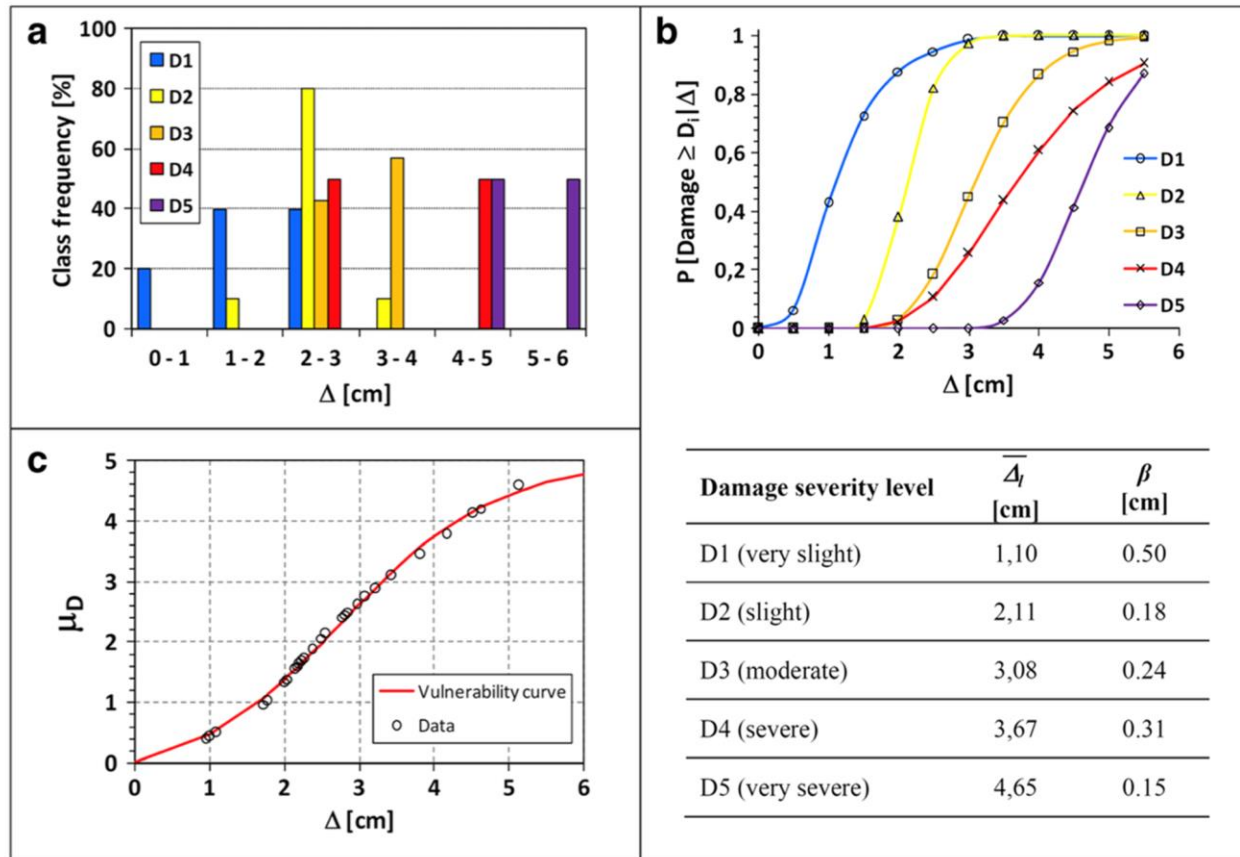 a
Class frequency [%]
100
80
60
40
20
0
D1
D2
D3
D4
D5
0 - 1
1 - 2
2 - 3
3 - 4
4 - 5
5 - 6
Δ [cm]
b
P [Damage ≥ Di|Δ]
1
0,8
0,6
0,4
0,2
0
0
1
2
3
4
5
6
Δ [cm]
D1
D2
D3
D4
D5
c
μD
5
4
3
2
1
0
0
1
2
3
4
5
6
Δ [cm]
Vulnerability curve
Data
Damage severity level
Δl
[cm]
β
[cm]
D1 (very slight) 1,10 0.50
D2 (slight) 2,11 0.18
D3 (moderate) 3,08 0.24
D4 (severe) 3,67 0.31
D5 (very severe) 4,65 0.15